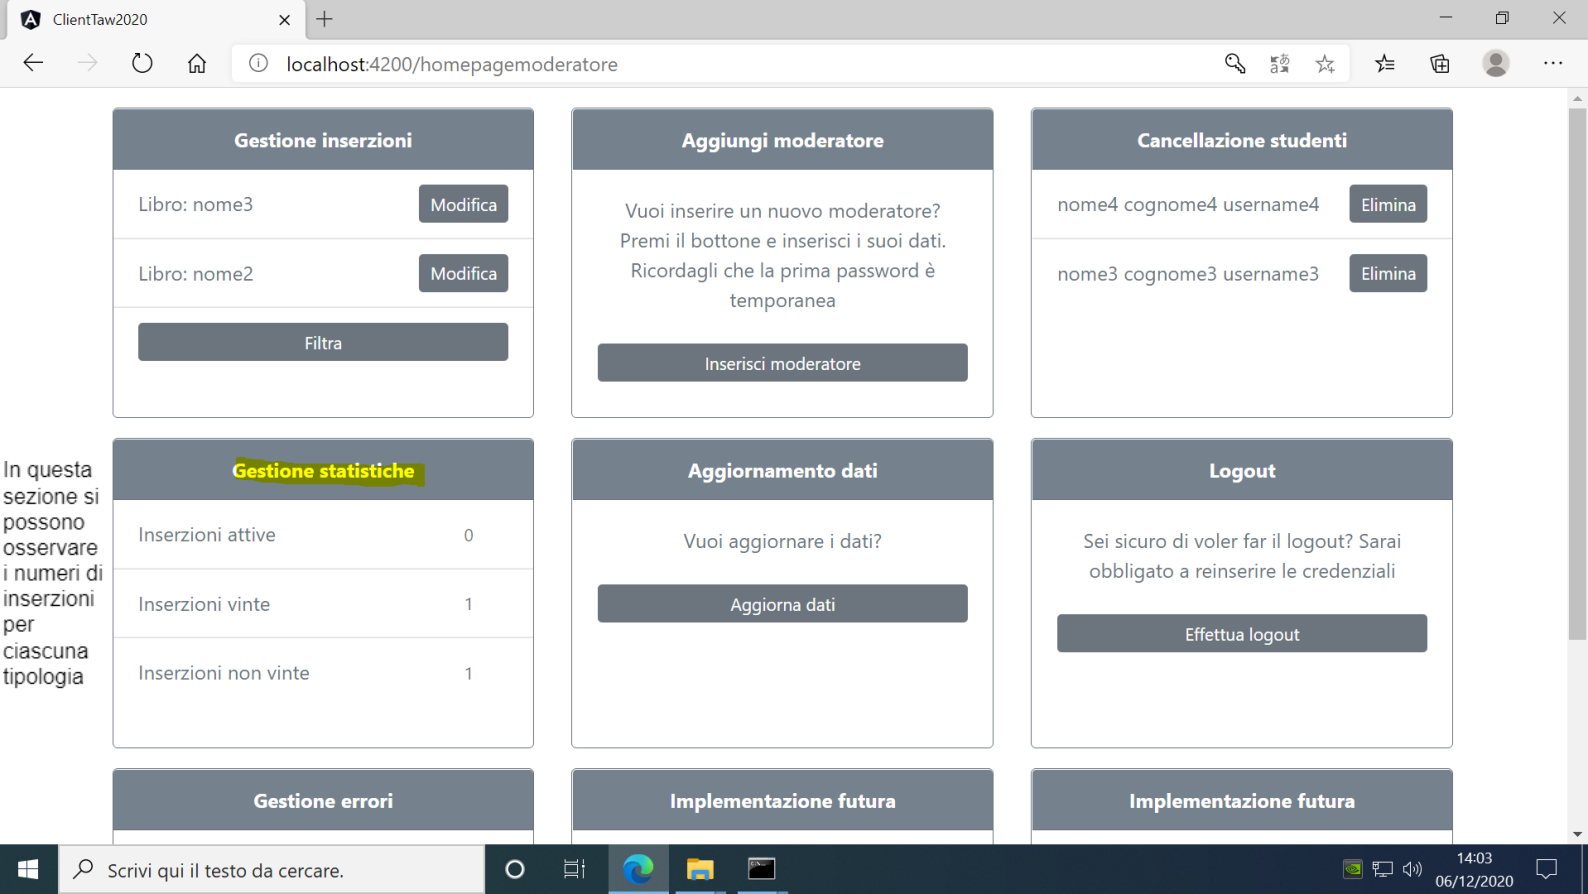 ClientTaw2020
localhost:4200/homepagemoderatore
Gestione inserzioni
Libro: nome3
Modifica
Libro: nome2
Modifica
Filtra
Aggiungi moderatore
Vuoi inserire un nuovo moderatore?
Premi il bottone e inserisci i suoi dati.
Ricordagli che la prima password è
temporanea
Inserisci moderatore
Cancellazione studenti
nome4 cognome4 username4
Elimina
nome3 cognome3 username3
Elimina
In questa
sezione si
possono
osservare
i numeri di
inserzioni
per
ciascuna
tipologia
Gestione statistiche
Inserzioni attive 0
Inserzioni vinte 1
Inserzioni non vinte 1
Aggiornamento dati
Vuoi aggiornare i dati?
Aggiorna dati
Logout
Sei sicuro di voler far il logout? Sarai
obbligato a reinserire le credenziali
Effettua logout
Gestione errori
Implementazione futura
Implementazione futura
Scrivi qui il testo da cercare.
14:03
06/12/2020